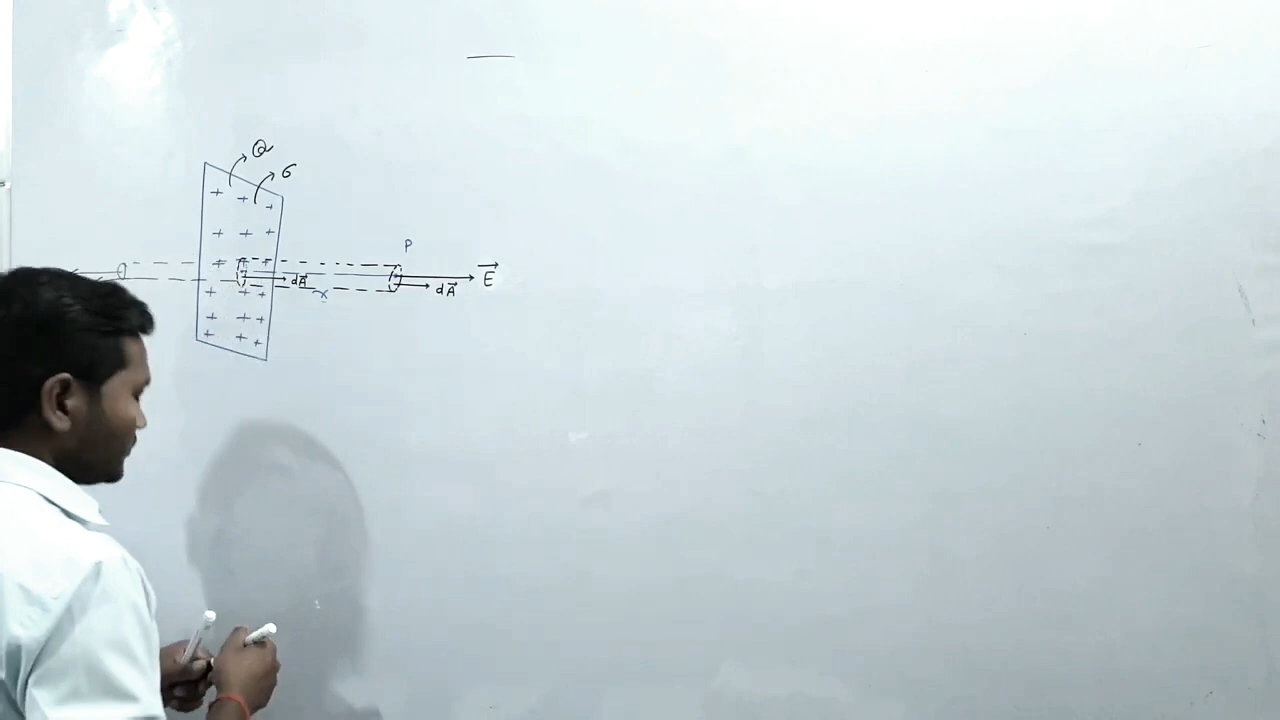 Q
σ
+ + +
+ + +
P
+ + +
dA⃗ E⃗
x dA⃗
+ + +
+ + +
+ + +